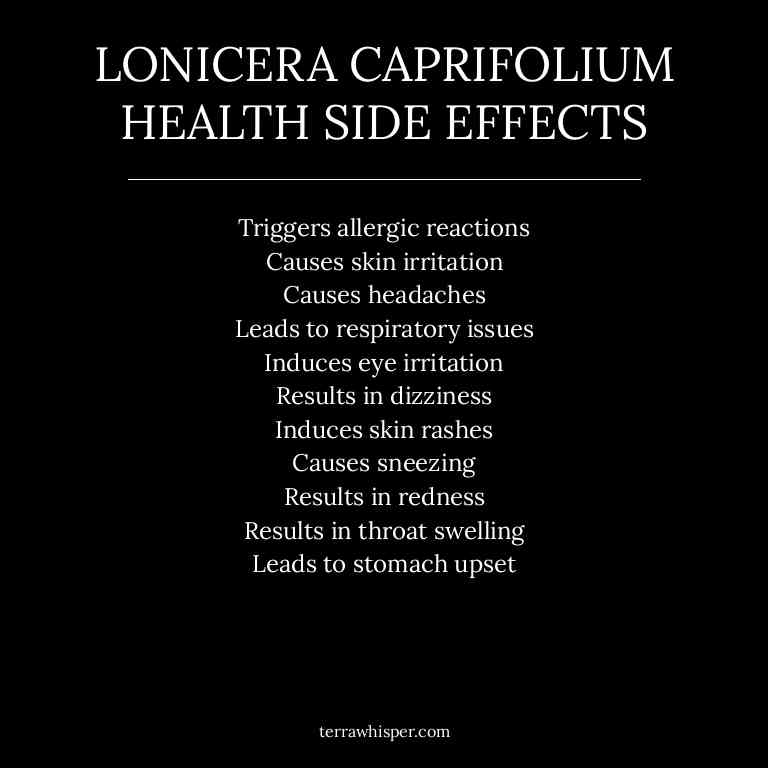 LONICERA CAPRIFOLIUM
HEALTH SIDE EFFECTS
Triggers allergic reactions
Causes skin irritation
Causes headaches
Leads to respiratory issues
Induces eye irritation
Results in dizziness
Induces skin rashes
Causes sneezing
Results in redness
Results in throat swelling
Leads to stomach upset
terrawhisper.com